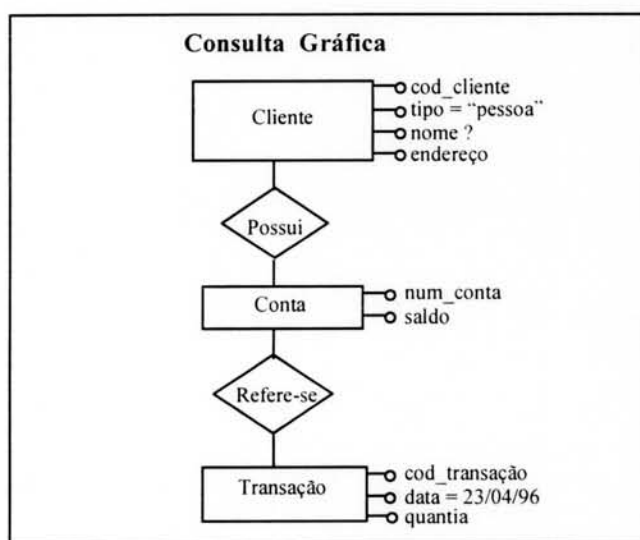 Consulta Gráfica
Cliente
cod_cliente
tipo = “pessoa”
nome ?
endereço
Possui
Conta
num_conta
saldo
Refere-se
Transação
cod_transação
data = 23/04/96
quantia